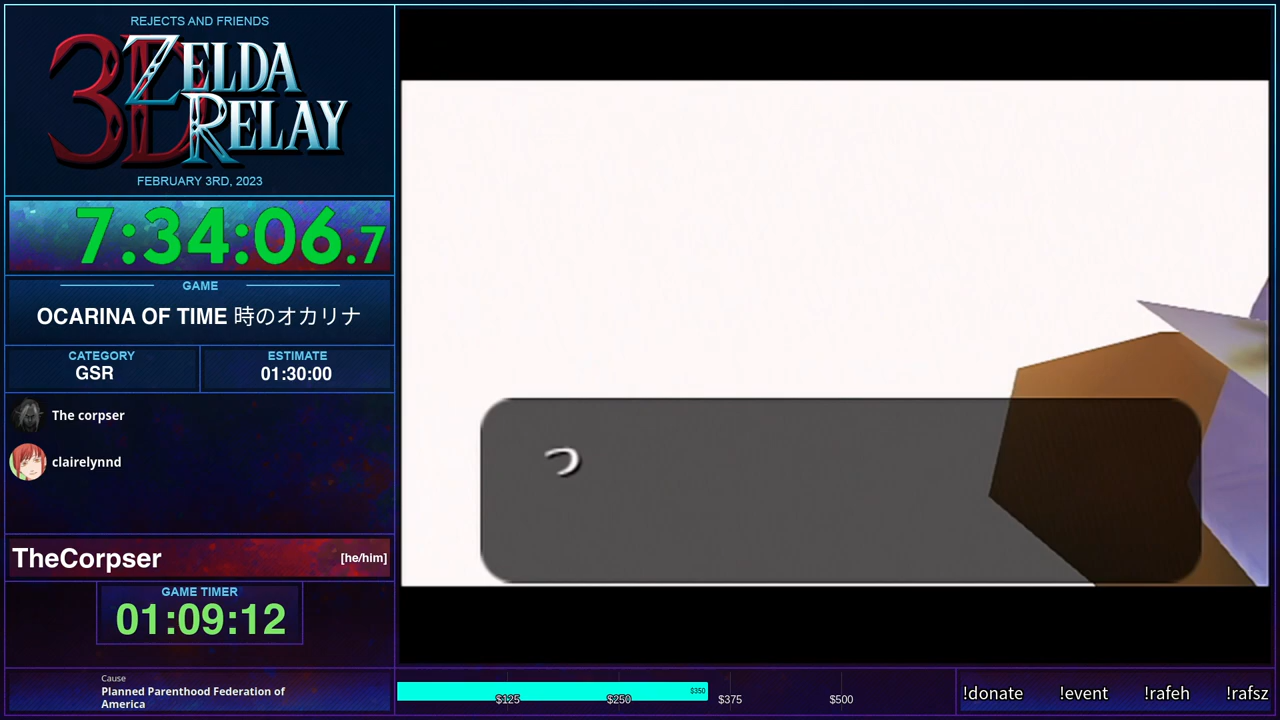 REJECTS AND FRIENDS
3D ZELDA
RELAY
FEBRUARY 3RD, 2023
7:34:06.7
GAME
OCARINA OF TIME 時のオカリナ
CATEGORY
GSR
ESTIMATE
01:30:00
The corpser
clairelynnd
TheCorpser
[he/him]
GAME TIMER
01:09:12
つ
Cause
Planned Parenthood Federation of
America
$350
$125
$250
$375
$500
!donate !event !rafeh !rafsz